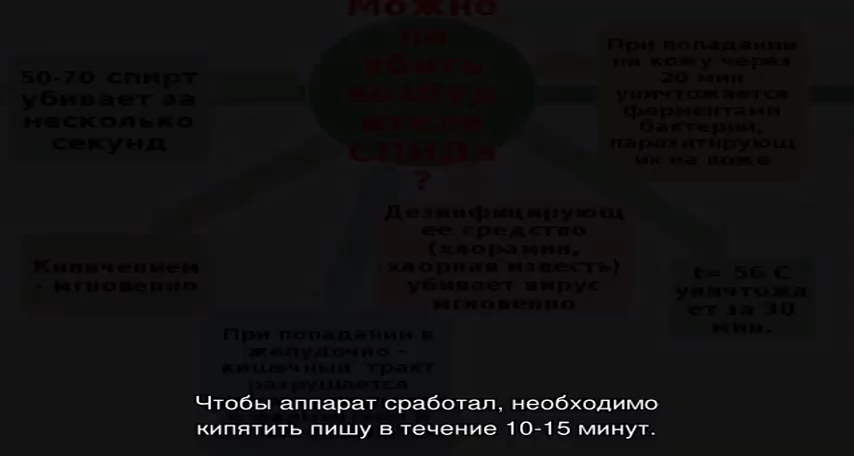 Можно
ли
убить
возбуд
ителя
СПИДа
?
50-70 спирт
убивает за
несколько
секунд
При попадании
на кожу через
20 мин
уничтожается
ферментами
бактерий,
паразитирующ
их на коже
Кипячением
- мгновенно
Дезинфицирующ
ее средство
(хлорамин,
хлорная известь)
убивает вирус
мгновенно
t= 56 С
уничтожа
ет за 30
мин.
При попадании в
желудочно -
кишечный тракт
разрушается
Чтобы аппарат сработал, необходимо
кипятить пишу в течение 10-15 минут.